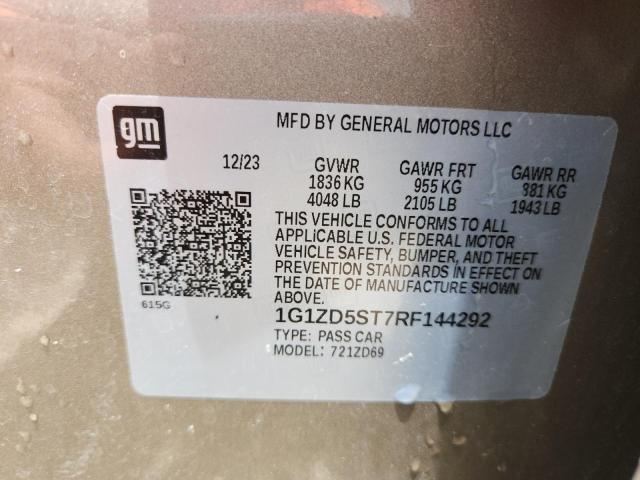 gm
MFD BY GENERAL MOTORS LLC
12/23 GVWR GAWR FRT GAWR RR
1836 KG 955 KG 881 KG
4048 LB 2105 LB 1943 LB
THIS VEHICLE CONFORMS TO ALL
APPLICABLE U.S. FEDERAL MOTOR
VEHICLE SAFETY, BUMPER, AND THEFT
PREVENTION STANDARDS IN EFFECT ON
THE DATE OF MANUFACTURE SHOWN
ABOVE.
615G
1G1ZD5ST7RF144292
TYPE: PASS CAR
MODEL: 721ZD69